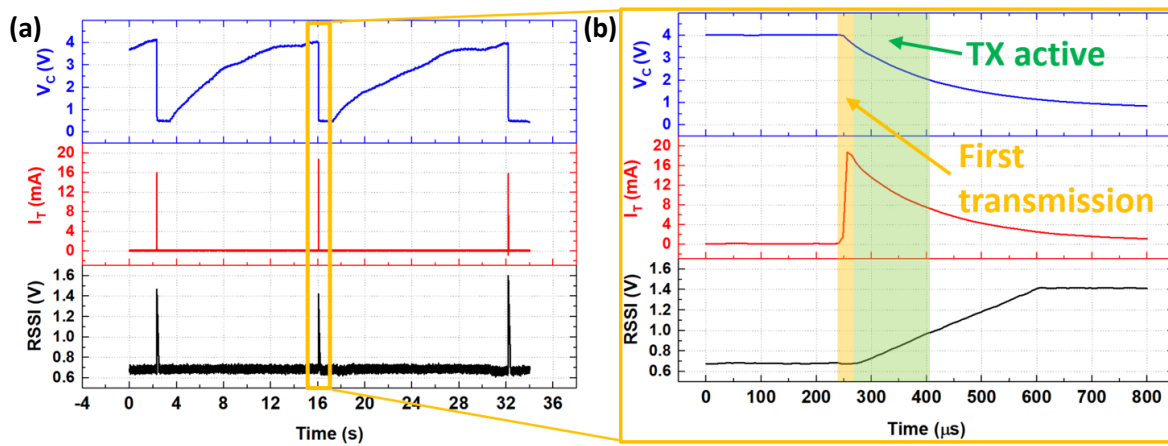 (a)
V_C (V)
4
3
2
1
0
I_T (mA)
20
16
12
8
4
0
RSSI (V)
1.6
1.4
1.2
1.0
0.8
0.6
-4 0 4 8 12 16 20 24 28 32 36
Time (s)
(b)
V_C (V)
4
3
2
1
0
TX active
I_T (mA)
20
16
12
8
4
0
First
transmission
RSSI (V)
1.6
1.4
1.2
1.0
0.8
0.6
0 100 200 300 400 500 600 700 800
Time (μs)